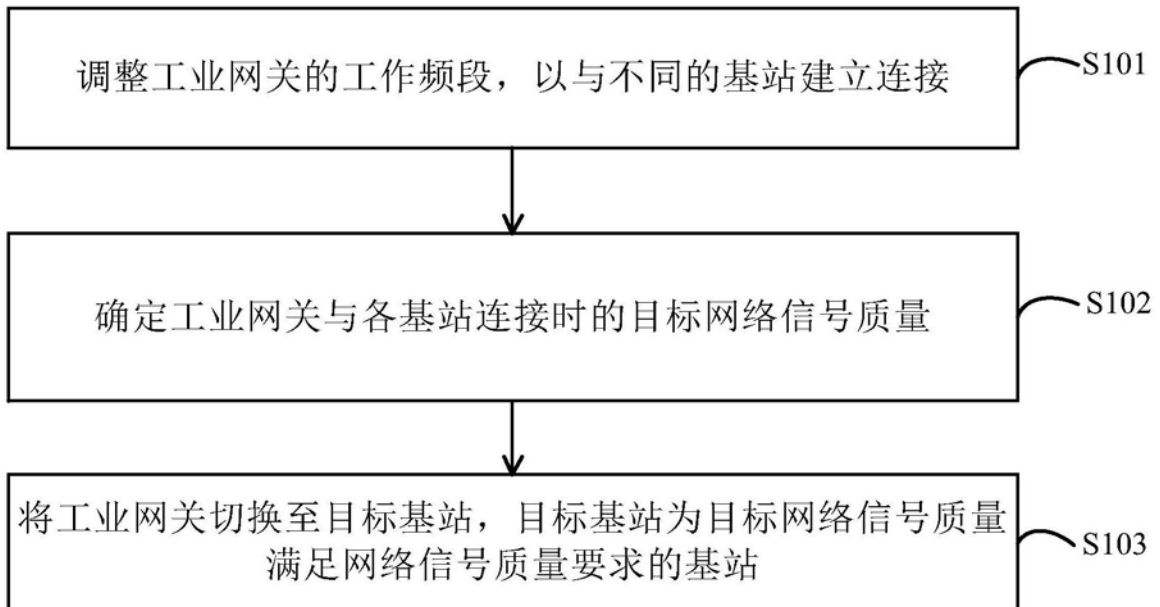 调整工业网关的工作频段，以与不同的基站建立连接
S101
确定工业网关与各基站连接时的目标网络信号质量
S102
将工业网关切换至目标基站，目标基站为目标网络信号质量
满足网络信号质量要求的基站
S103